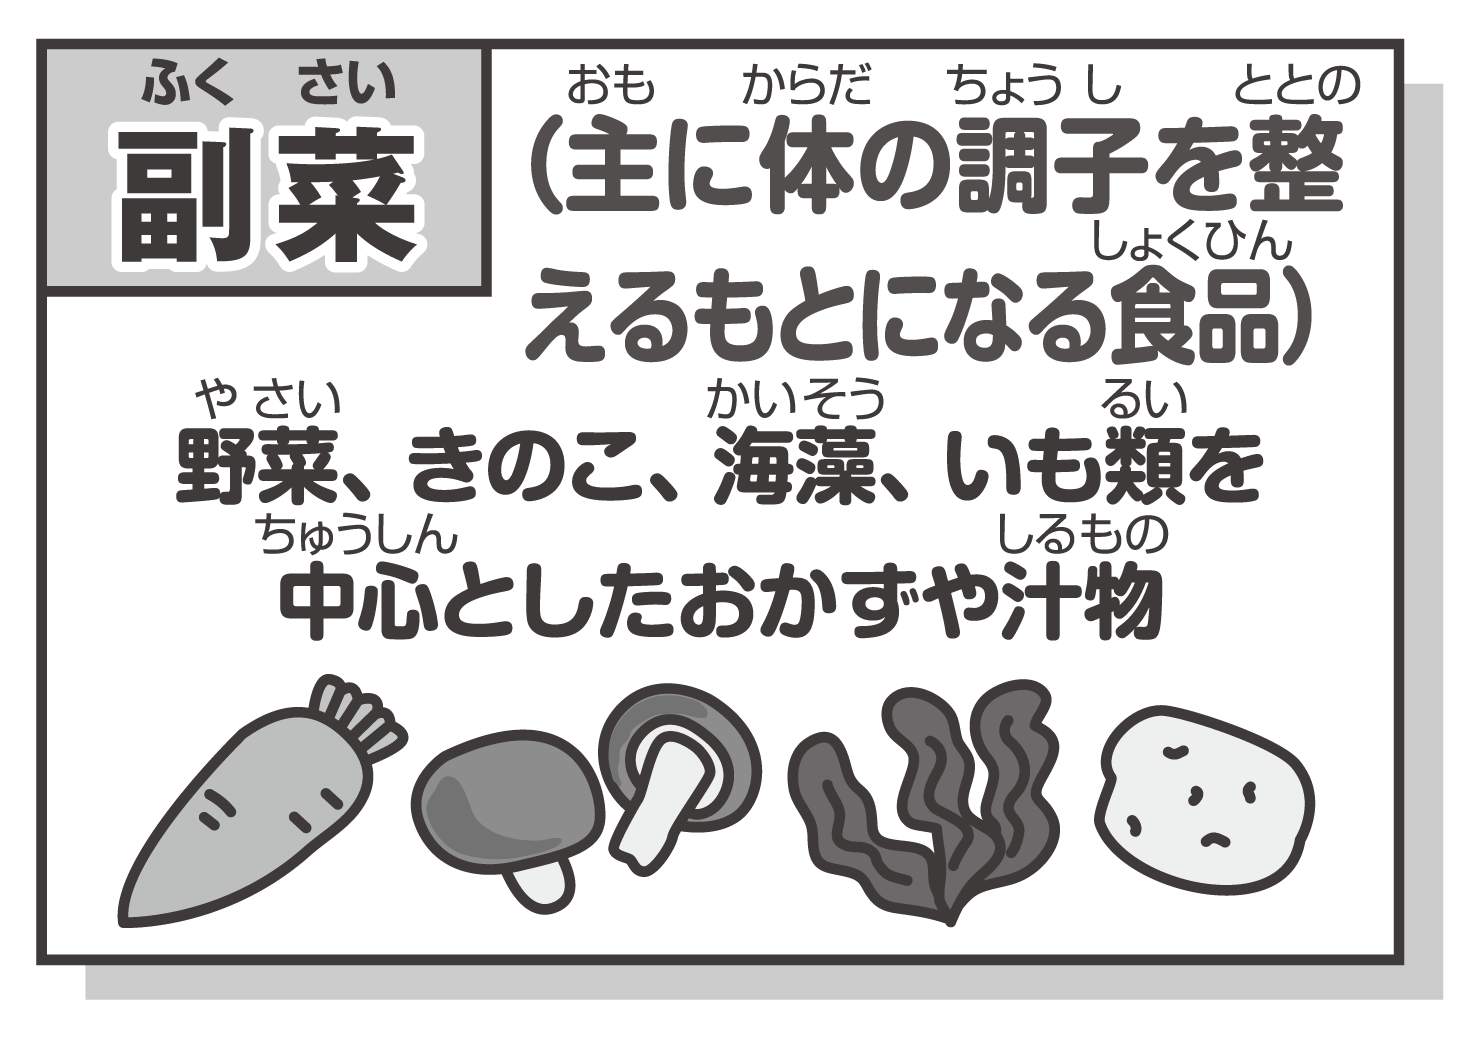 ふく さい
副菜
おも からだ ちょう し ととの
（主に体の調子を整
しょくひん
えるもとになる食品）
や さい かいそう るい
野菜、きのこ、海藻、いも類を
ちゅうしん しるもの
中心としたおかずや汁物